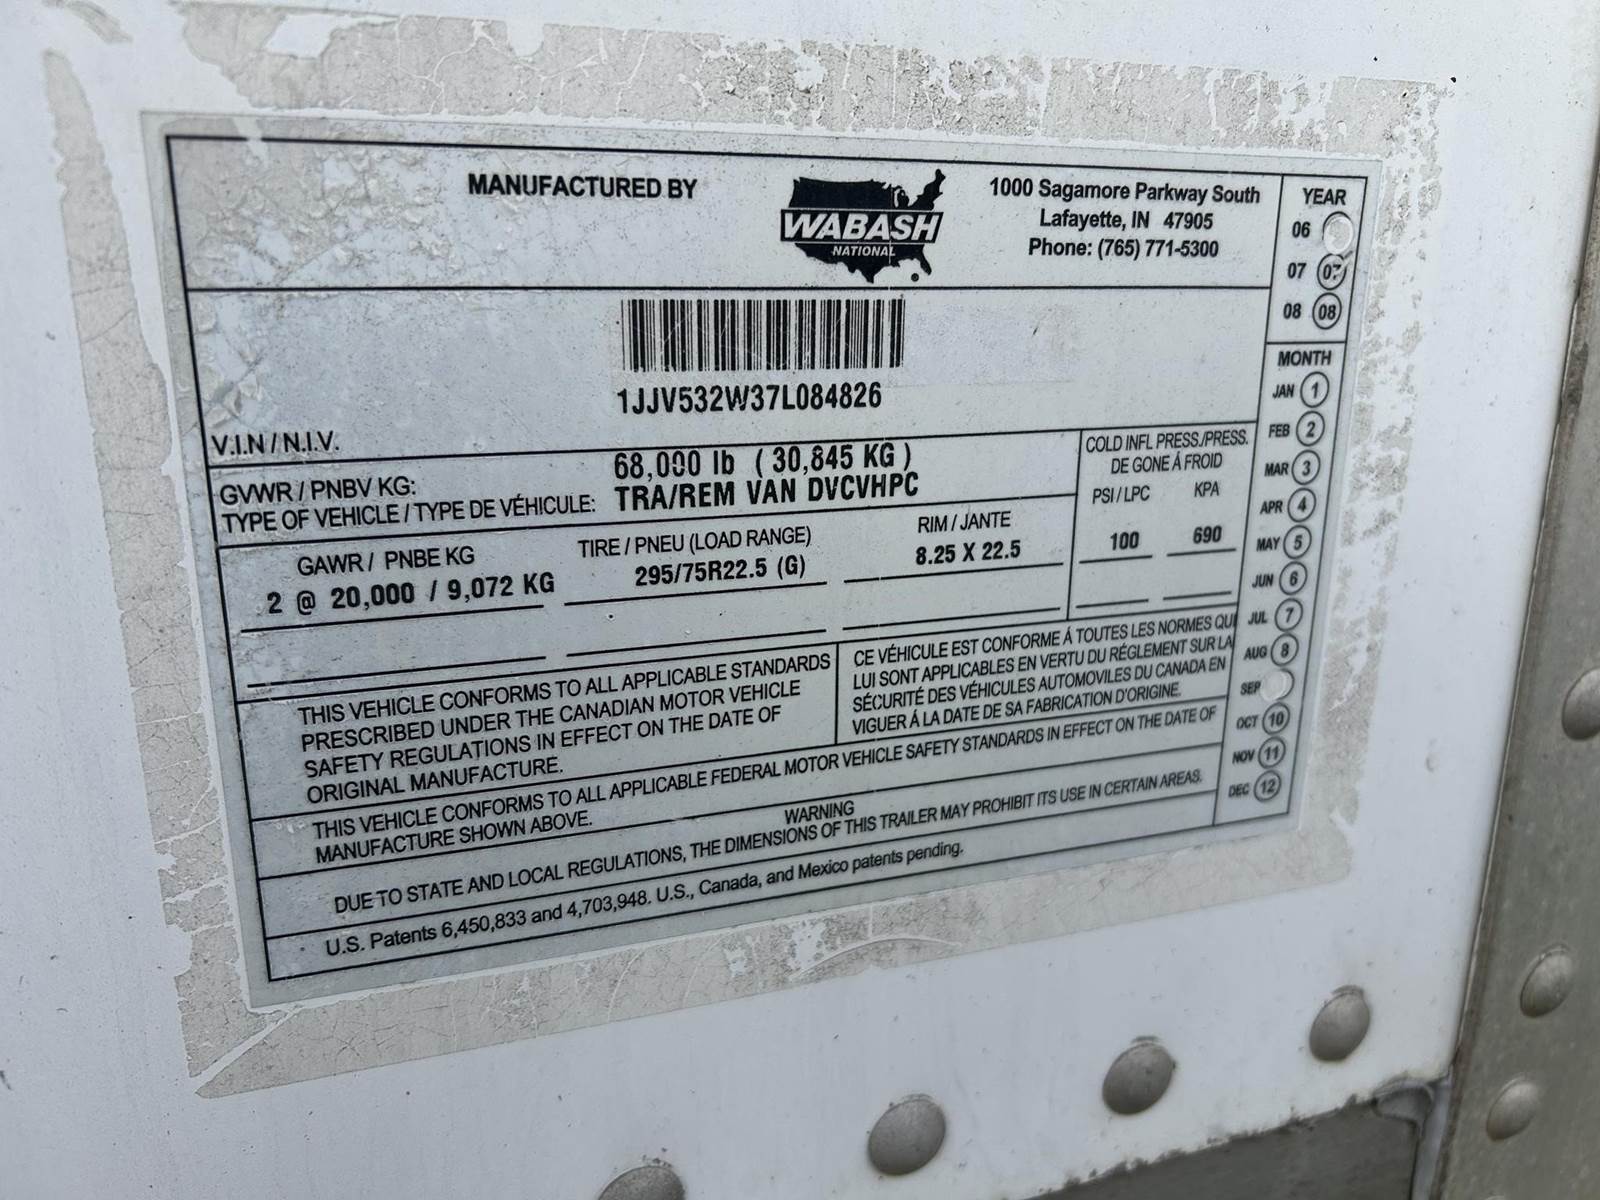 MANUFACTURED BY
WABASH
NATIONAL
1000 Sagamore Parkway South
Lafayette, IN 47905
Phone: (765) 771-5300
YEAR
06
07 07
08 08
MONTH
JAN 1
FEB 2
MAR 3
APR 4
MAY 5
JUN 6
JUL 7
AUG 8
SEP
OCT 10
NOV 11
DEC 12
1JJV532W37L084826
V.I.N / N.I.V.
GVWR / PNBV KG: 68,000 lb ( 30,845 KG )
TYPE OF VEHICLE / TYPE DE VÉHICULE: TRA/REM VAN DVCVHPC
COLD INFL PRESS./PRESS.
DE GONE Á FROID
PSI / LPC KPA
100 690
GAWR / PNBE KG TIRE / PNEU (LOAD RANGE) RIM / JANTE
2 @ 20,000 / 9,072 KG 295/75R22.5 (G) 8.25 X 22.5
THIS VEHICLE CONFORMS TO ALL APPLICABLE STANDARDS
PRESCRIBED UNDER THE CANADIAN MOTOR VEHICLE
SAFETY REGULATIONS IN EFFECT ON THE DATE OF
ORIGINAL MANUFACTURE.
CE VÉHICULE EST CONFORME Á TOUTES LES NORMES QUI
LUI SONT APPLICABLES EN VERTU DU RÉGLEMENT SUR LA
SÉCURITÉ DES VÉHICULES AUTOMOVILES DU CANADA EN
VIGUER Á LA DATE DE SA FABRICATION D'ORIGINE.
THIS VEHICLE CONFORMS TO ALL APPLICABLE FEDERAL MOTOR VEHICLE SAFETY STANDARDS IN EFFECT ON THE DATE OF
MANUFACTURE SHOWN ABOVE.
WARNING
DUE TO STATE AND LOCAL REGULATIONS, THE DIMENSIONS OF THIS TRAILER MAY PROHIBIT ITS USE IN CERTAIN AREAS.
U.S. Patents 6,450,833 and 4,703,948. U.S., Canada, and Mexico patents pending.